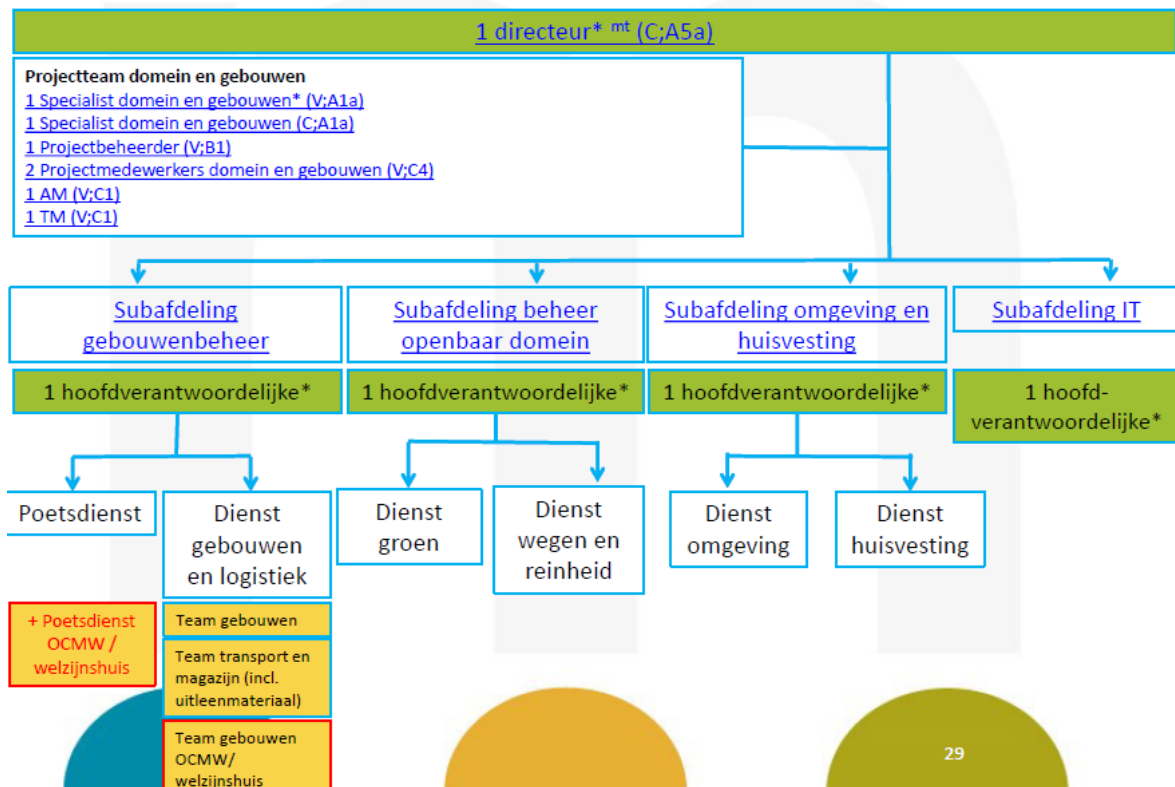 1 directeur* mt (C;A5a)
Projectteam domein en gebouwen
1 Specialist domein en gebouwen* (V;A1a)
1 Specialist domein en gebouwen (C;A1a)
1 Projectbeheerder (V;B1)
2 Projectmedewerkers domein en gebouwen (V;C4)
1 AM (V;C1)
1 TM (V;C1)
Subafdeling
gebouwenbeheer
Subafdeling beheer
openbaar domein
Subafdeling omgeving en
huisvesting
Subafdeling IT
1 hoofdverantwoordelijke*
1 hoofdverantwoordelijke*
1 hoofdverantwoordelijke*
1 hoofd-
verantwoordelijke*
Poetsdienst
Dienst
gebouwen
en logistiek
Dienst
groen
Dienst
wegen en
reinheid
Dienst
omgeving
Dienst
huisvesting
+ Poetsdienst
OCMW /
welzijnshuis
Team gebouwen
Team transport en
magazijn (incl.
uitleenmateriaal)
Team gebouwen
OCMW/
welzijnshuis
29